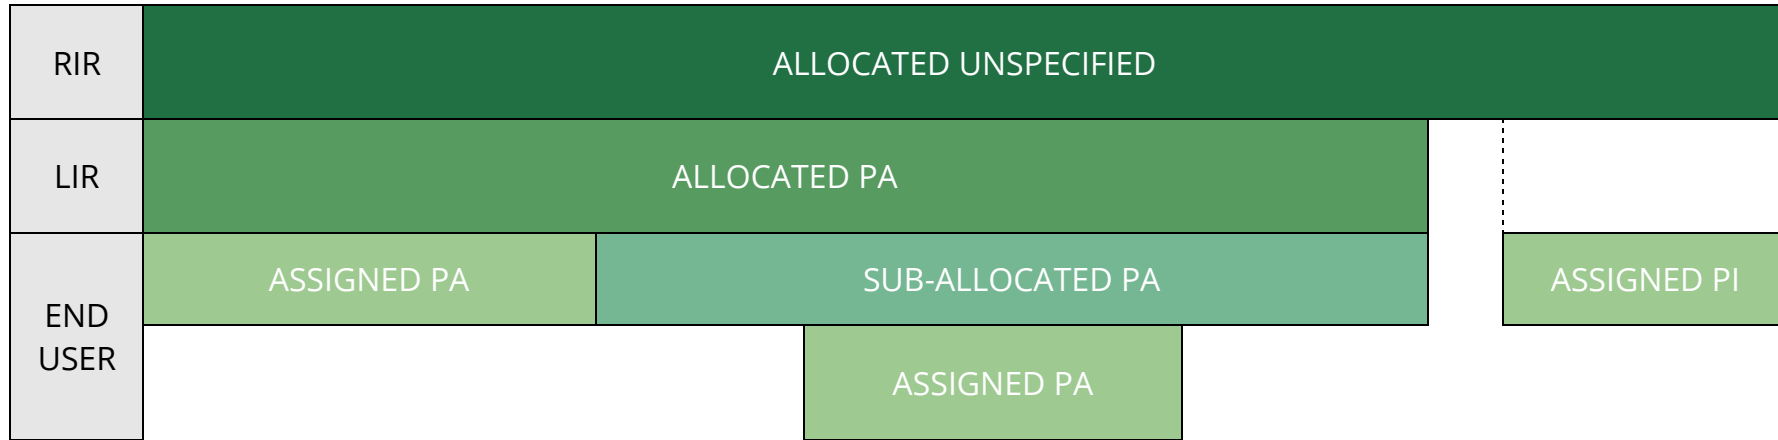 RIR
ALLOCATED UNSPECIFIED
LIR
ALLOCATED PA
END
USER
ASSIGNED PA
SUB-ALLOCATED PA
ASSIGNED PI
ASSIGNED PA